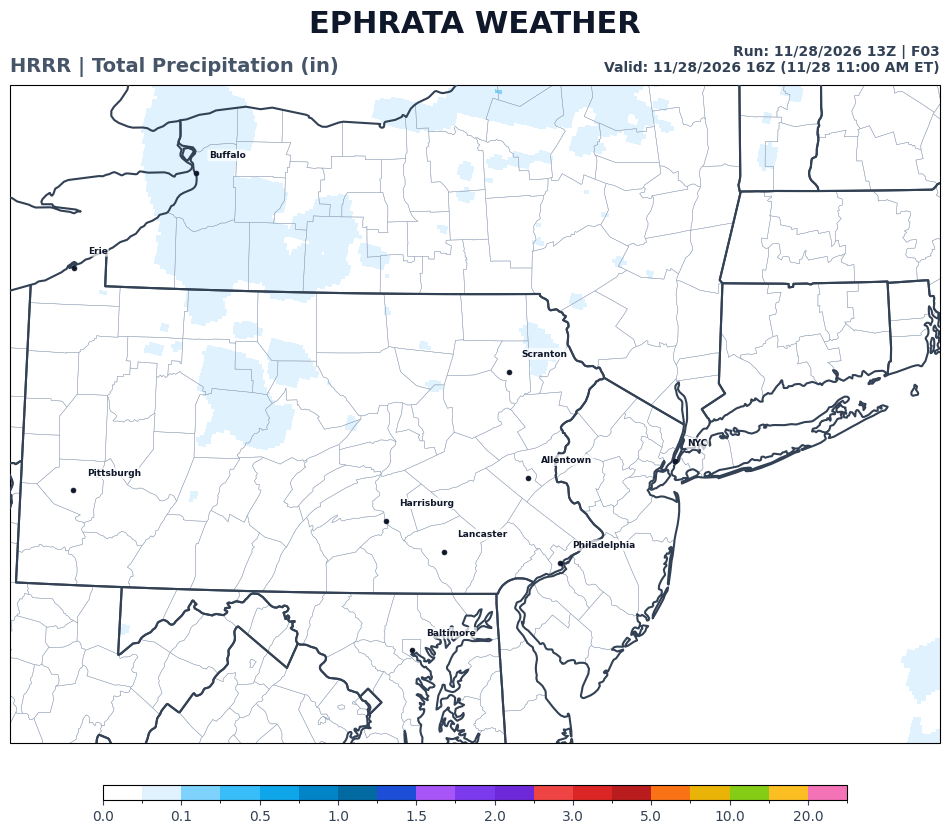 EPHRATA WEATHER
HRRR | Total Precipitation (in)
Run: 11/28/2026 13Z | F03
Valid: 11/28/2026 16Z (11/28 11:00 AM ET)
Buffalo
Erie
Scranton
NYC
Allentown
Pittsburgh
Harrisburg
Lancaster
Philadelphia
Baltimore
0.0 0.1 0.5 1.0 1.5 2.0 3.0 5.0 10.0 20.0